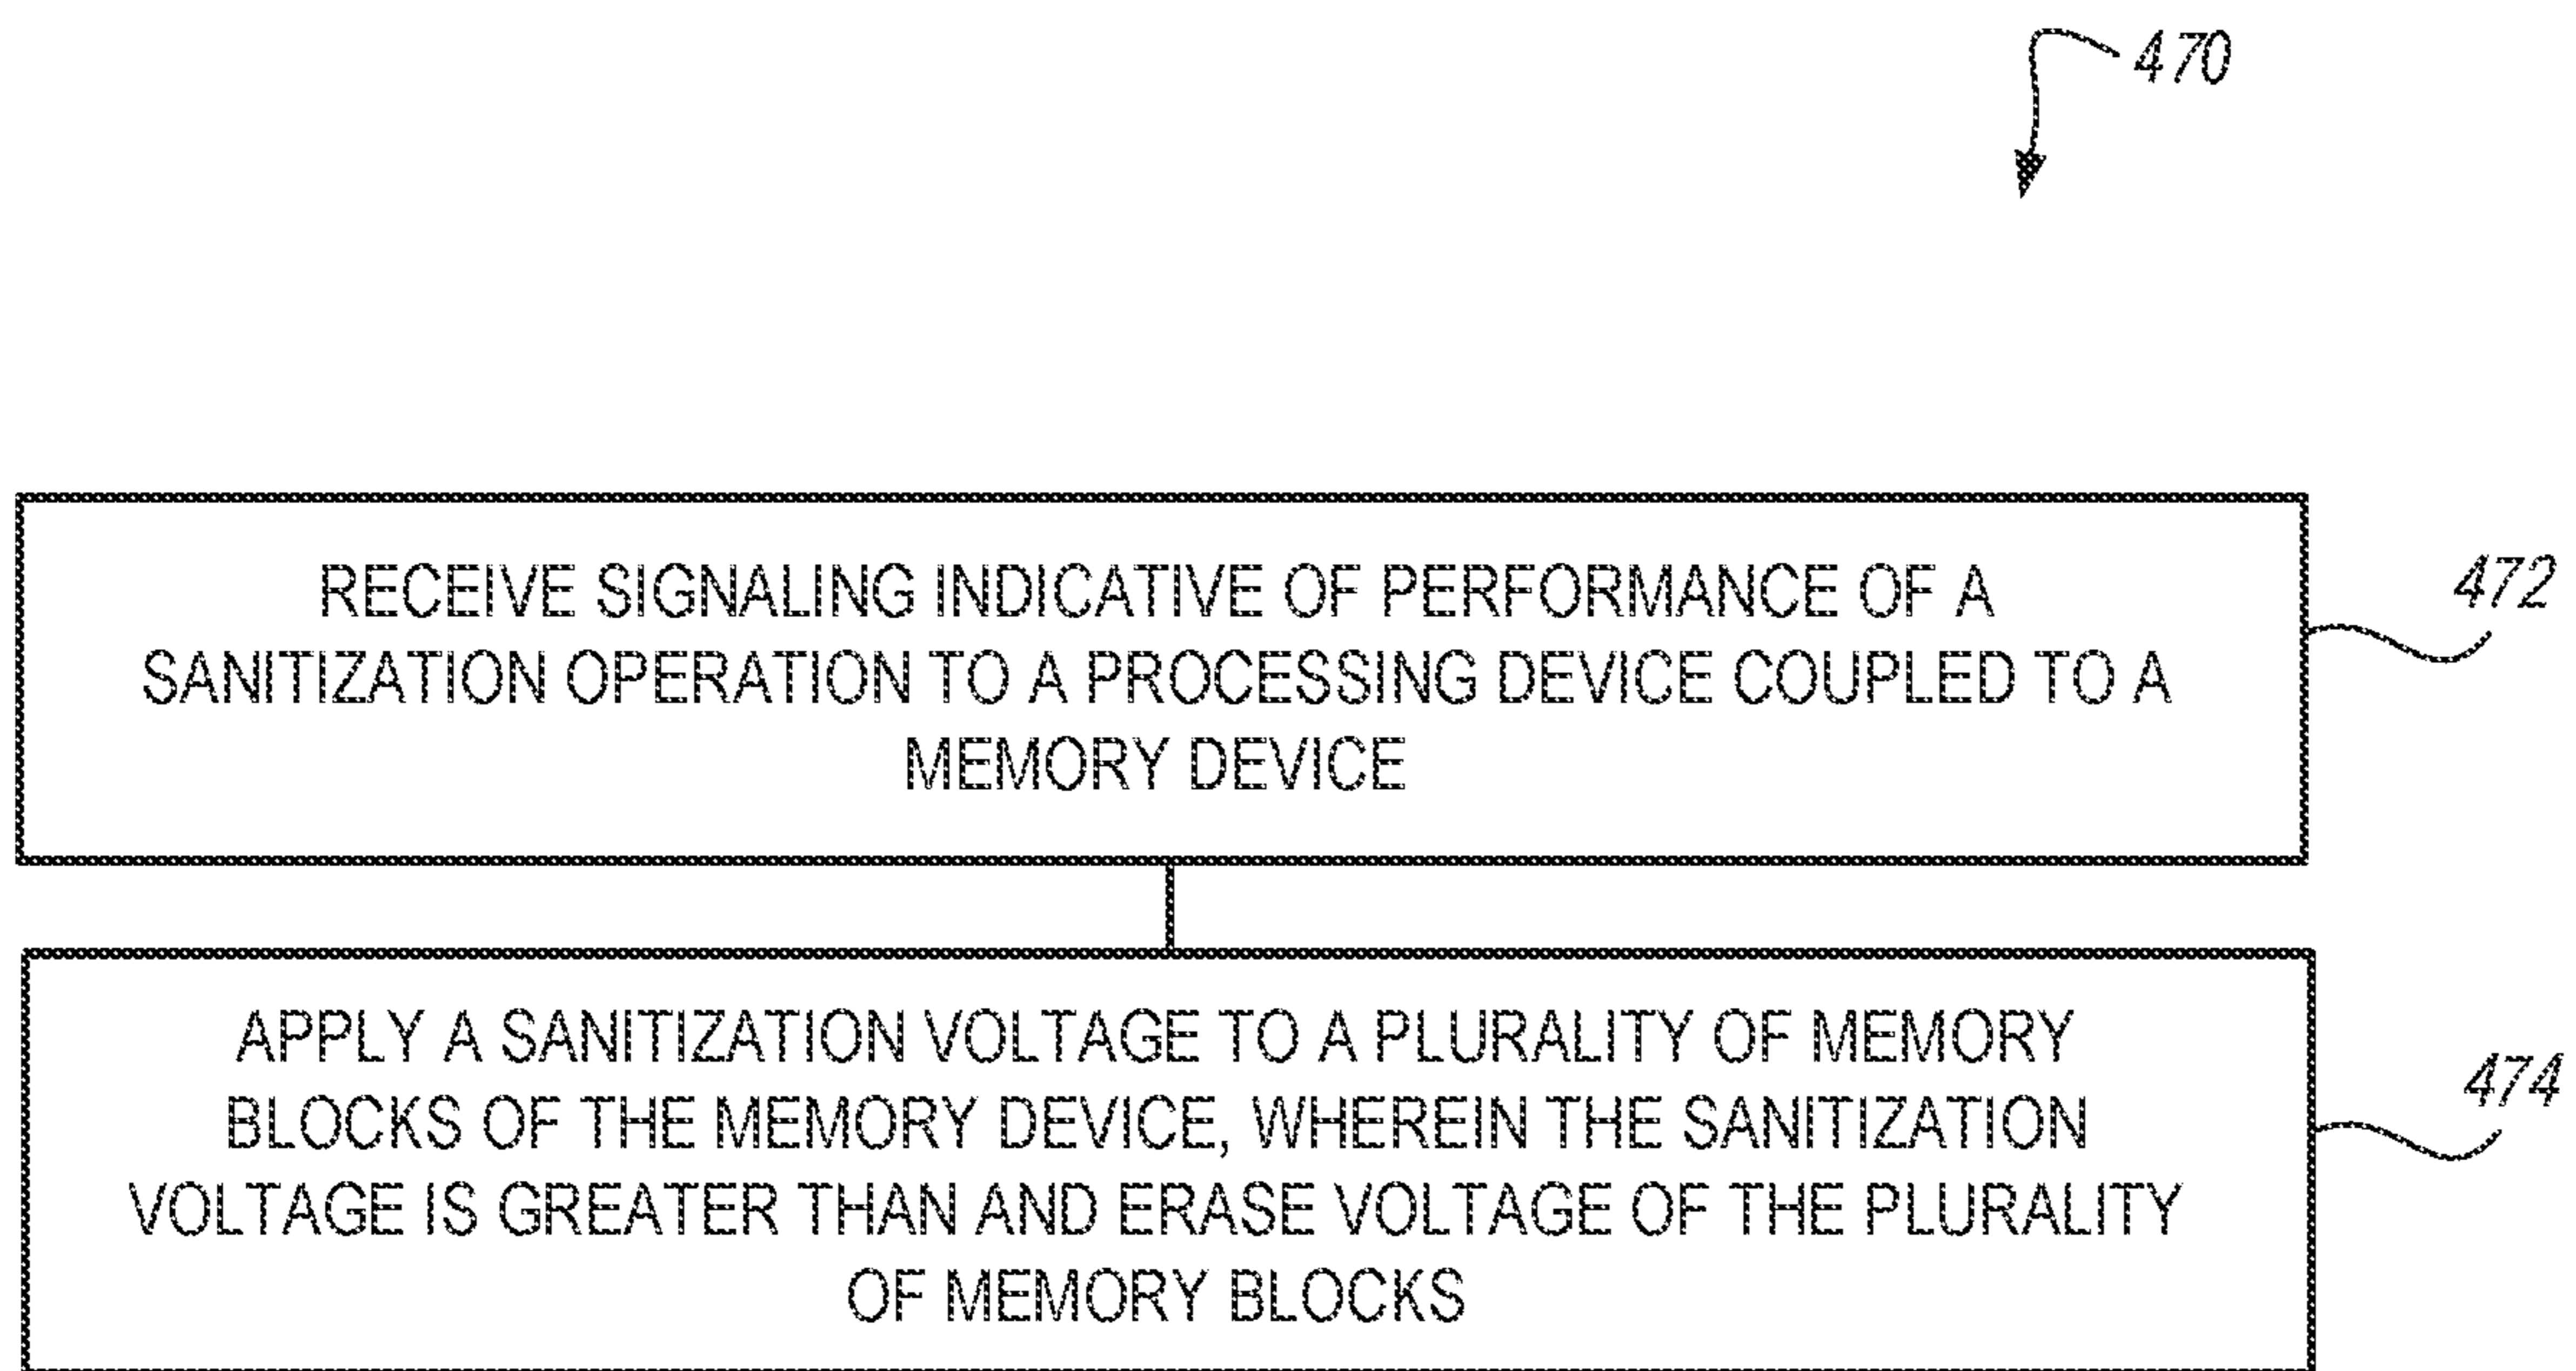 470
RECEIVE SIGNALING INDICATIVE OF PERFORMANCE OF A
SANITIZATION OPERATION TO A PROCESSING DEVICE COUPLED TO A
MEMORY DEVICE
472
APPLY A SANITIZATION VOLTAGE TO A PLURALITY OF MEMORY
BLOCKS OF THE MEMORY DEVICE, WHEREIN THE SANITIZATION
VOLTAGE IS GREATER THAN AND ERASE VOLTAGE OF THE PLURALITY
OF MEMORY BLOCKS
474